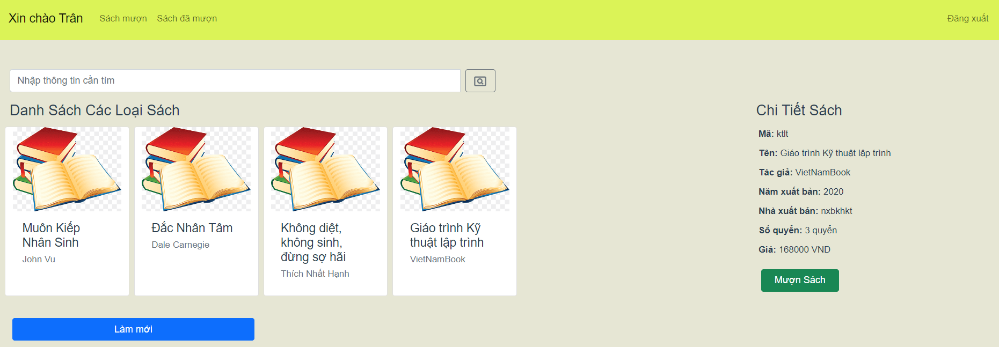 Xin chào Trân
Sách mượn
Sách đã mượn
Đăng xuất
Nhập thông tin cần tìm
Danh Sách Các Loại Sách
Muôn Kiếp
Nhân Sinh
John Vu
Đắc Nhân Tâm
Dale Carnegie
Không diệt,
không sinh,
đừng sợ hãi
Thích Nhất Hạnh
Giáo trình Kỹ
thuật lập trình
VietNamBook
Làm mới
Chi Tiết Sách
Mã: ktlt
Tên: Giáo trình Kỹ thuật lập trình
Tác giả: VietNamBook
Năm xuất bản: 2020
Nhà xuất bản: nxbkhkt
Số quyển: 3 quyển
Giá: 168000 VND
Mượn Sách